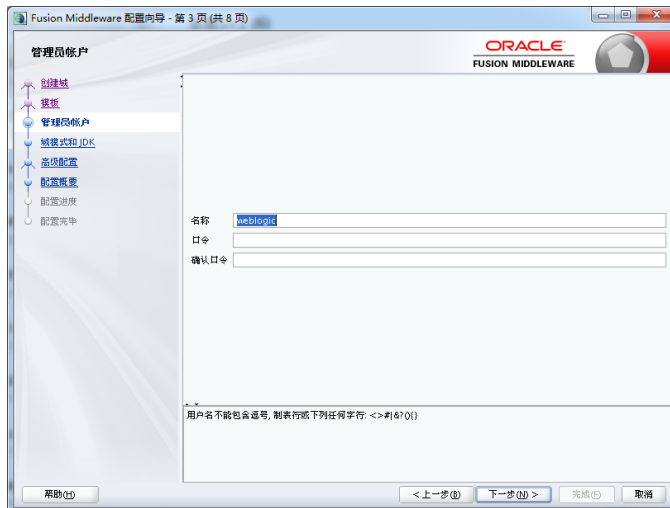 Fusion Middleware 配置向导 - 第 3 页 (共 8 页)
管理员帐户
ORACLE
FUSION MIDDLEWARE
创建域
模板
管理员帐户
域模式和 JDK
高级配置
配置概要
配置进度
配置完毕
名称 weblogic
口令
确认口令
用户名不能包含逗号, 制表行或下列任何字行: <>#|&?(){}
帮助(H) <上一步(B) 下一步(N)> 完成(F) 取消